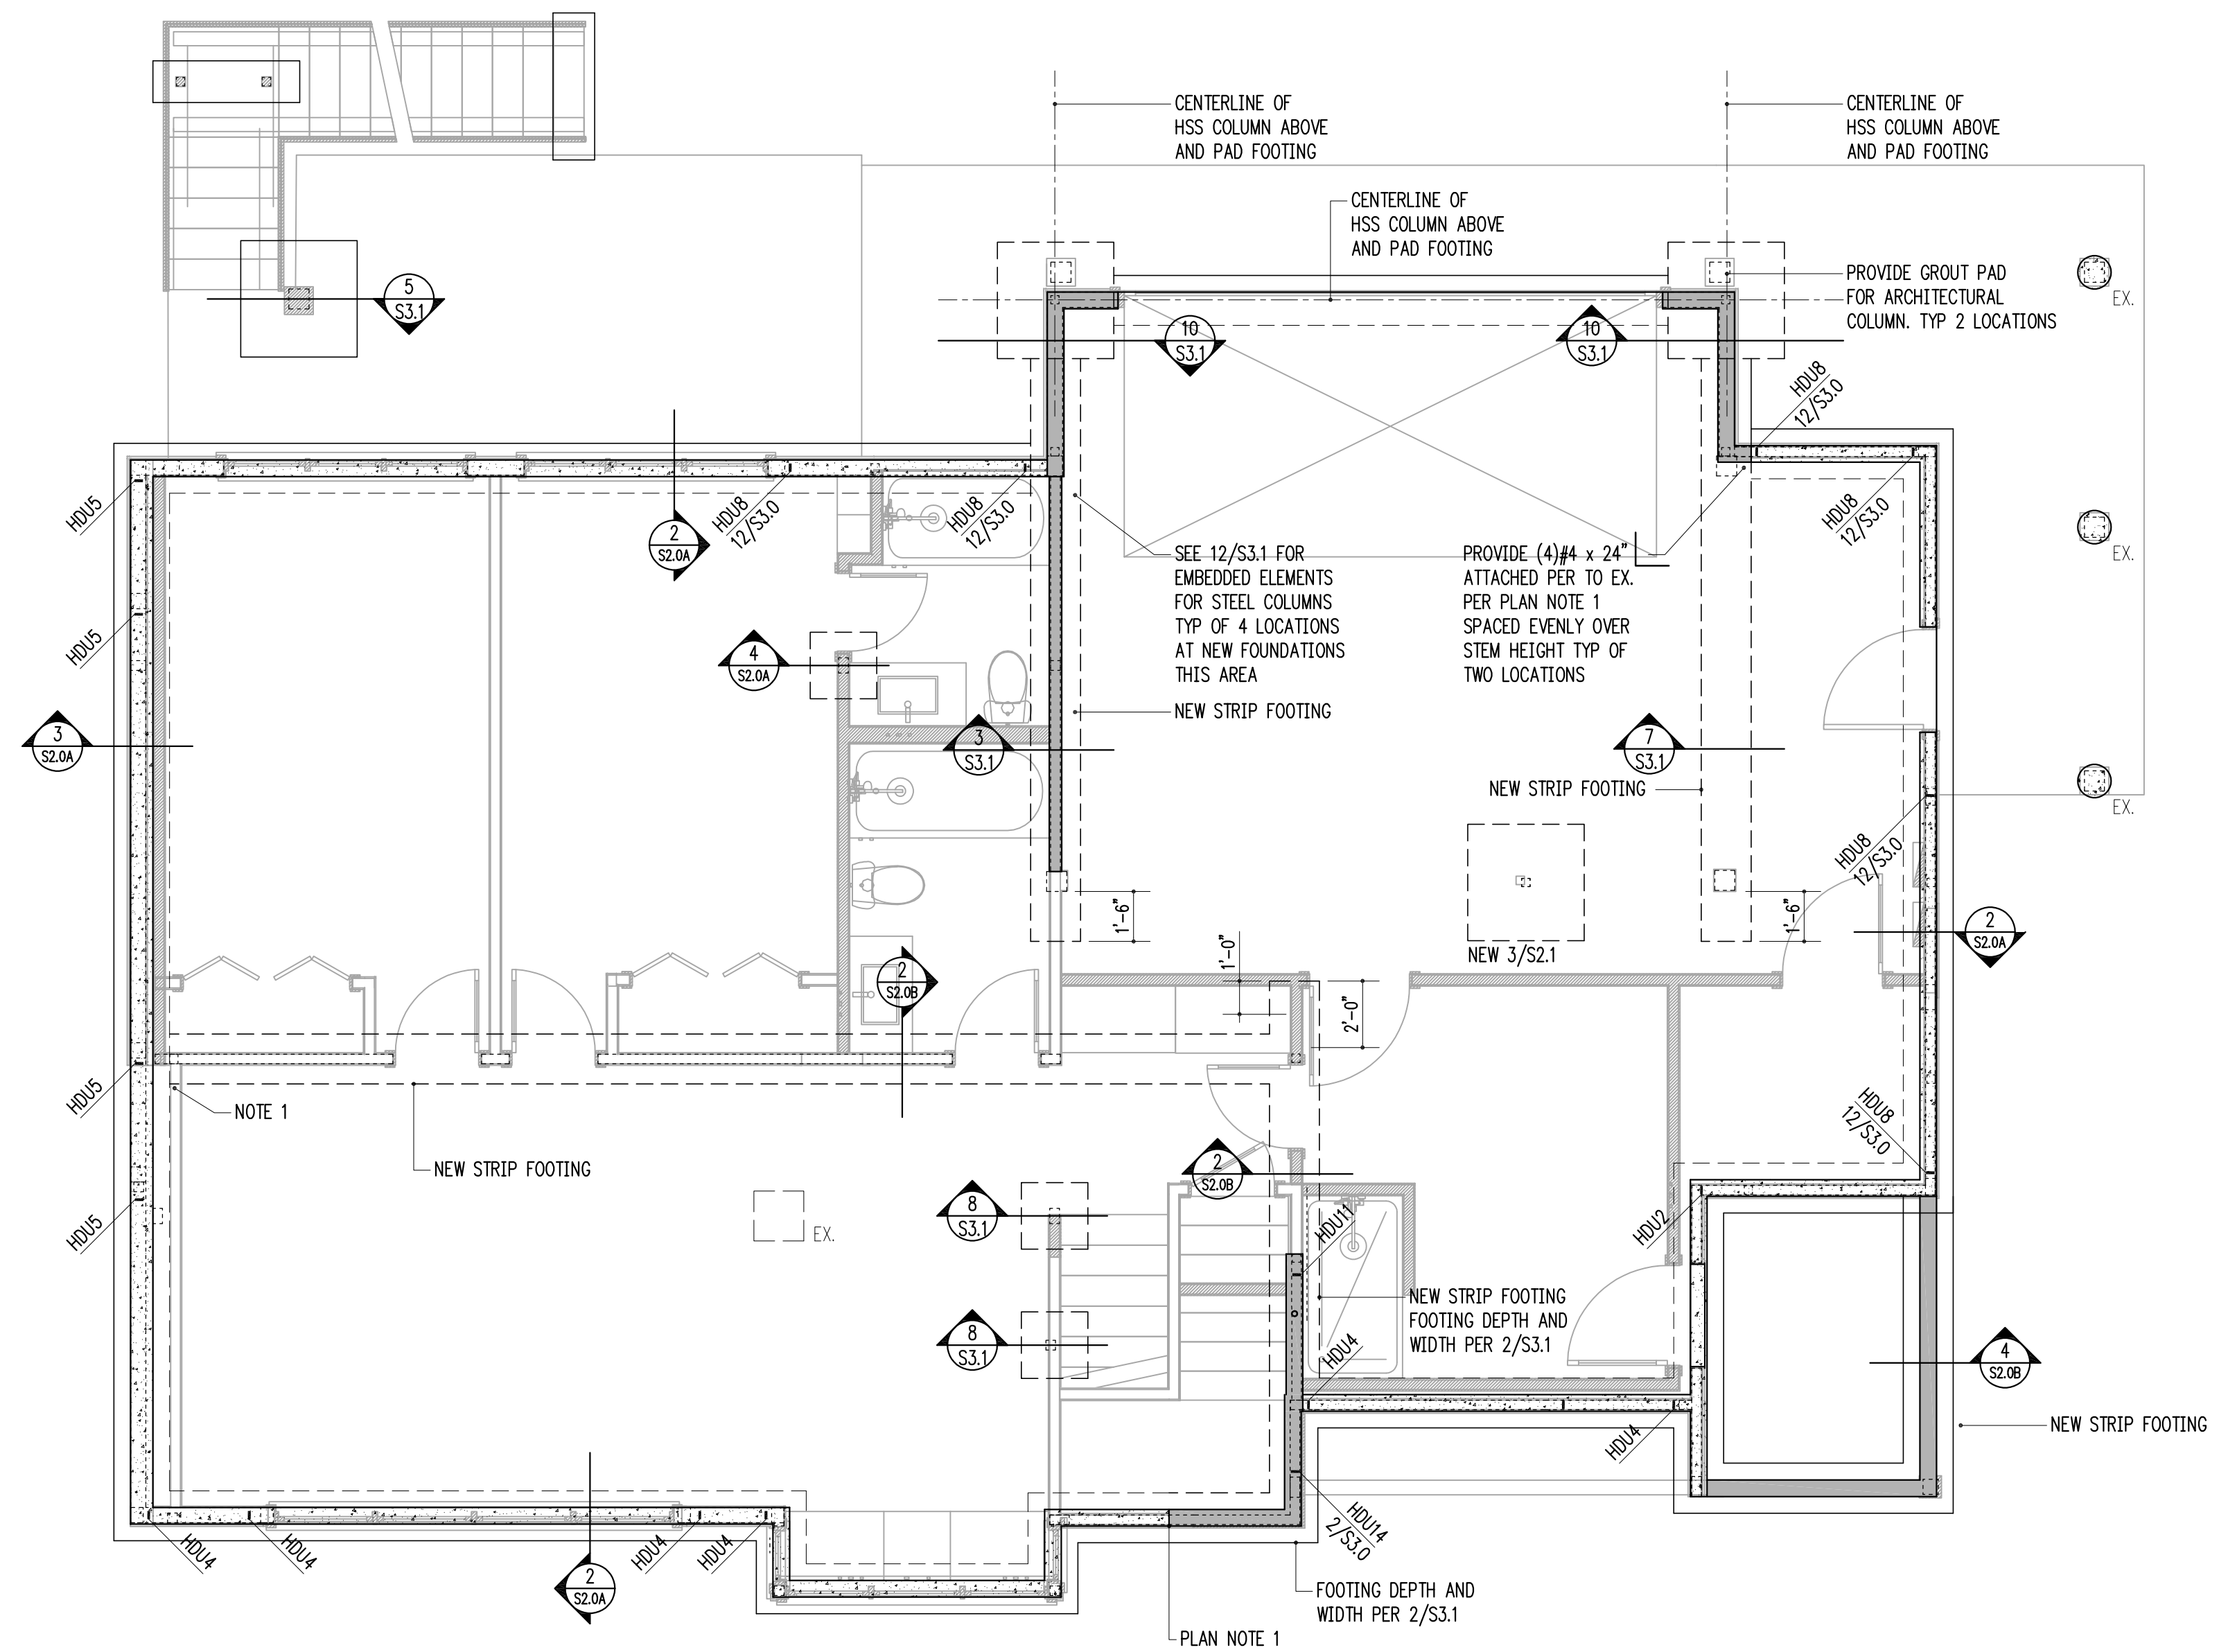 CENTERLINE OF
HSS COLUMN ABOVE
AND PAD FOOTING
CENTERLINE OF
HSS COLUMN ABOVE
AND PAD FOOTING
CENTERLINE OF
HSS COLUMN ABOVE
AND PAD FOOTING
PROVIDE GROUT PAD
FOR ARCHITECTURAL
COLUMN. TYP 2 LOCATIONS
EX.
5
S3.1
10
S3.1
10
S3.1
HDU8
12/S3.0
HDU5
2
S2.0A
HDU8
12/S3.0
HDU8
12/S3.0
HDU8
12/S3.0
SEE 12/S3.1 FOR
EMBEDDED ELEMENTS
FOR STEEL COLUMNS
TYP OF 4 LOCATIONS
AT NEW FOUNDATIONS
THIS AREA
PROVIDE (4)#4 x 24"
ATTACHED PER TO EX.
PER PLAN NOTE 1
SPACED EVENLY OVER
STEM HEIGHT TYP OF
TWO LOCATIONS
EX.
HDU5
4
S2.0A
NEW STRIP FOOTING
3
S2.0A
3
S3.1
7
S3.1
NEW STRIP FOOTING
EX.
HDU8
12/S3.0
1'-6"
1'-6"
NEW 3/S2.1
2
S2.0A
1'-0"
2'-0"
2
S2.0B
HDU5
NOTE 1
NEW STRIP FOOTING
HDU8
12/S3.0
2
S2.0B
HDU5
EX.
8
S3.1
HDU11
HDU2
NEW STRIP FOOTING
FOOTING DEPTH AND
WIDTH PER 2/S3.1
8
S3.1
HDU4
4
S2.0B
HDU4
NEW STRIP FOOTING
HDU4
HDU4
HDU4
HDU4
HDU14
2/S3.0
2
S2.0A
FOOTING DEPTH AND
WIDTH PER 2/S3.1
PLAN NOTE 1